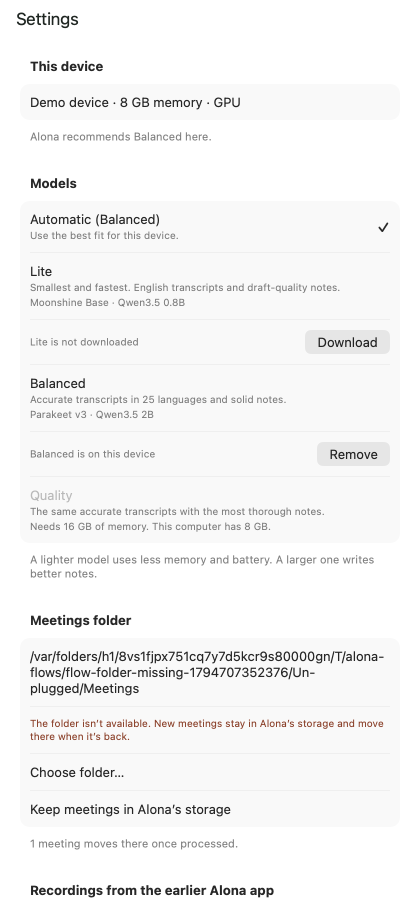 Settings
This device
Demo device · 8 GB memory · GPU
Alona recommends Balanced here.
Models
Automatic (Balanced)
Use the best fit for this device.
Lite
Smallest and fastest. English transcripts and draft-quality notes.
Moonshine Base · Qwen3.5 0.8B
Lite is not downloaded
Download
Balanced
Accurate transcripts in 25 languages and solid notes.
Parakeet v3 · Qwen3.5 2B
Balanced is on this device
Remove
Quality
The same accurate transcripts with the most thorough notes.
Needs 16 GB of memory. This computer has 8 GB.
A lighter model uses less memory and battery. A larger one writes
better notes.
Meetings folder
/var/folders/h1/8vs1fjpx751cq7y7d5kcr9s80000gn/T/alona-
flows/flow-folder-missing-1794707352376/Un-
plugged/Meetings
The folder isn’t available. New meetings stay in Alona’s storage and move
there when it’s back.
Choose folder…
Keep meetings in Alona’s storage
1 meeting moves there once processed.
Recordings from the earlier Alona app